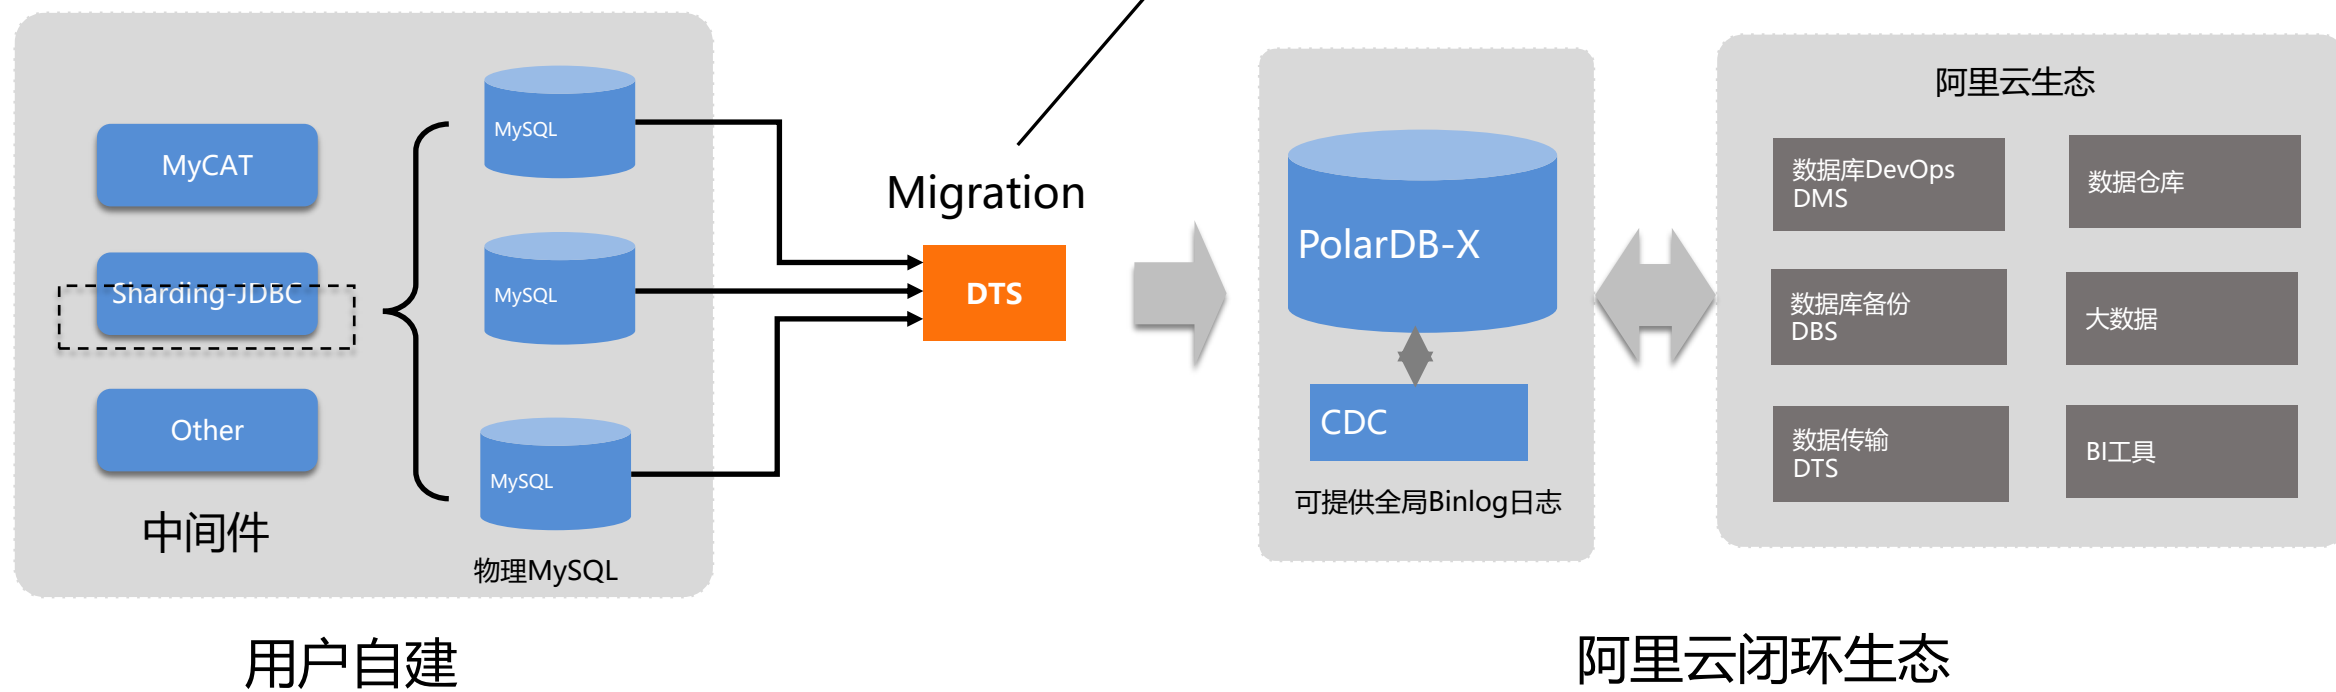 MyCAT
Sharding-JDBC
Other
中间件
MySQL
MySQL
MySQL
物理MySQL
用户自建
Migration
DTS
PolarDB-X
CDC
可提供全局Binlog日志
阿里云生态
数据库DevOps
DMS
数据仓库
数据库备份
DBS
大数据
数据传输
DTS
BI工具
阿里云闭环生态